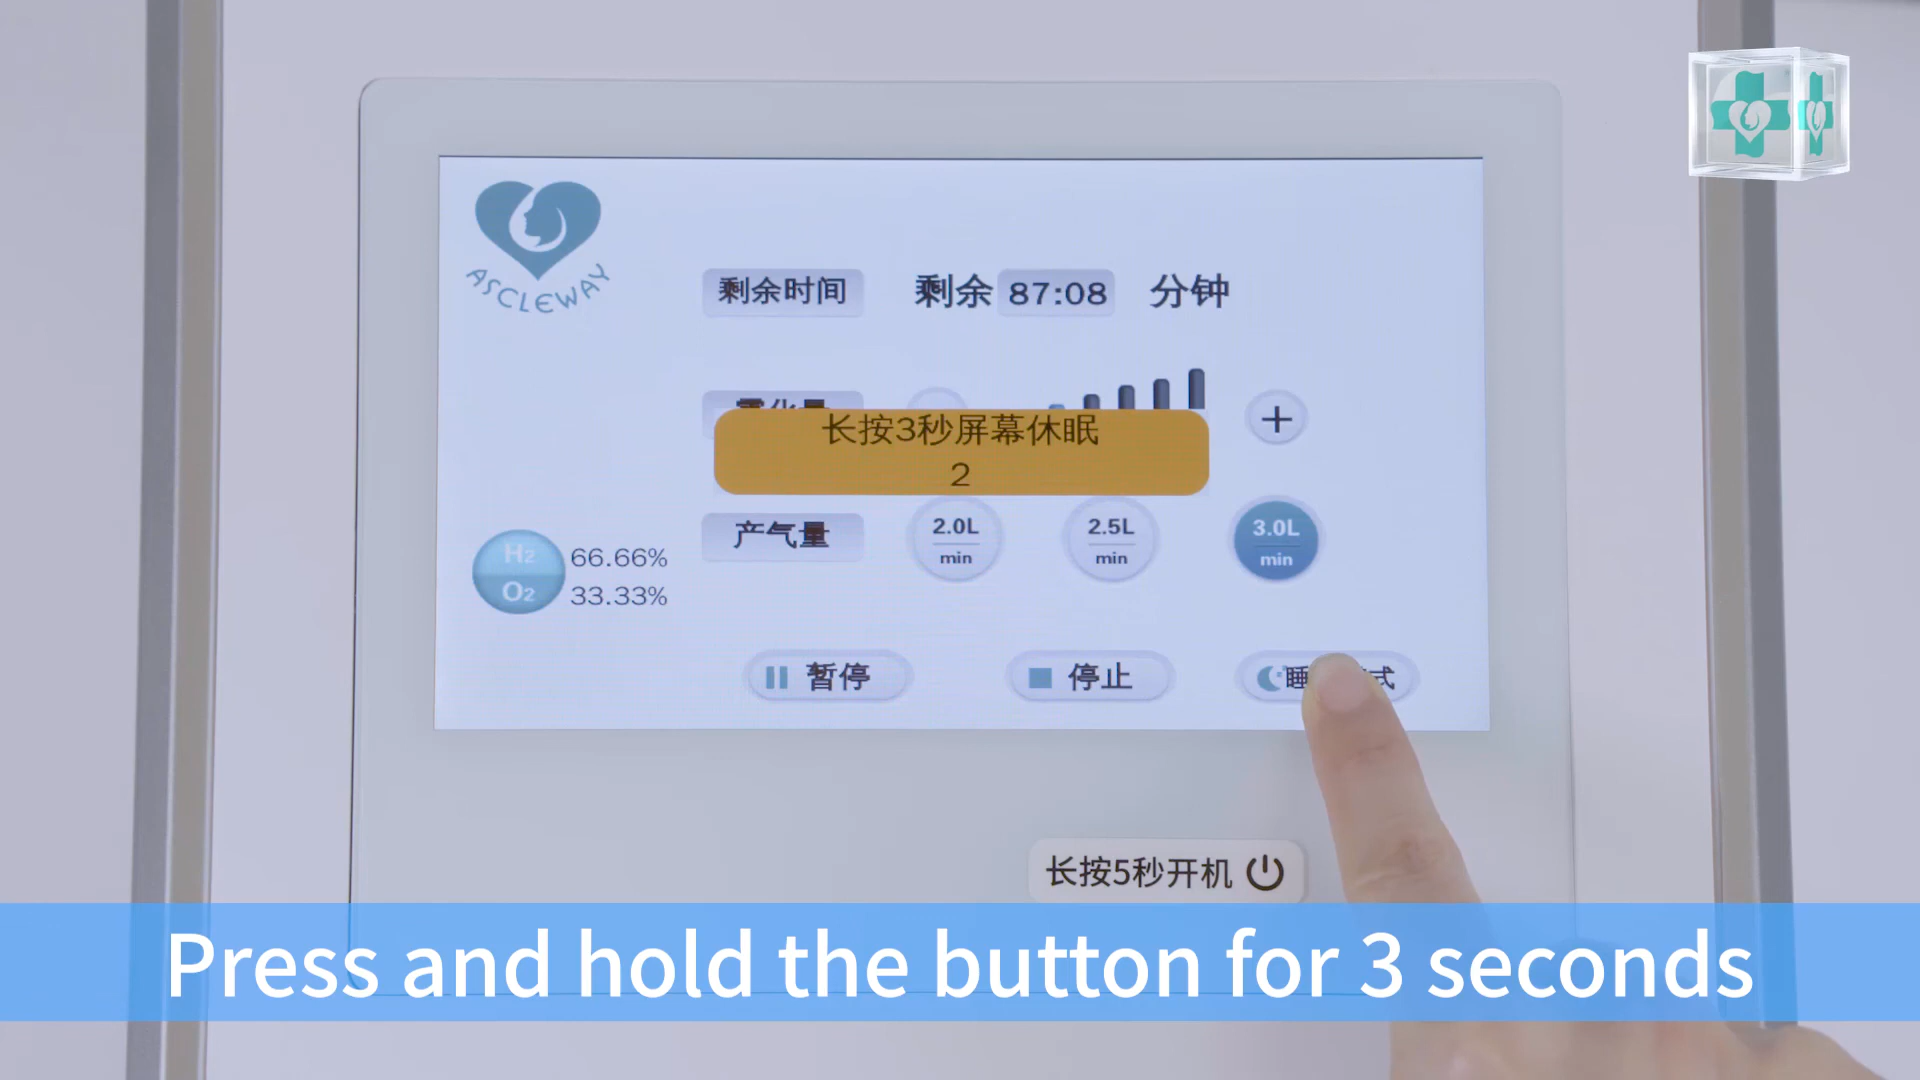 ASCLEWAY
剩余时间 剩余 87:08 分钟
长按3秒屏幕休眠
2
产气量 2.0L min 2.5L min 3.0L min
H2 66.66%
O2 33.33%
暂停 停止 睡 式
长按5秒开机
Press and hold the button for 3 seconds